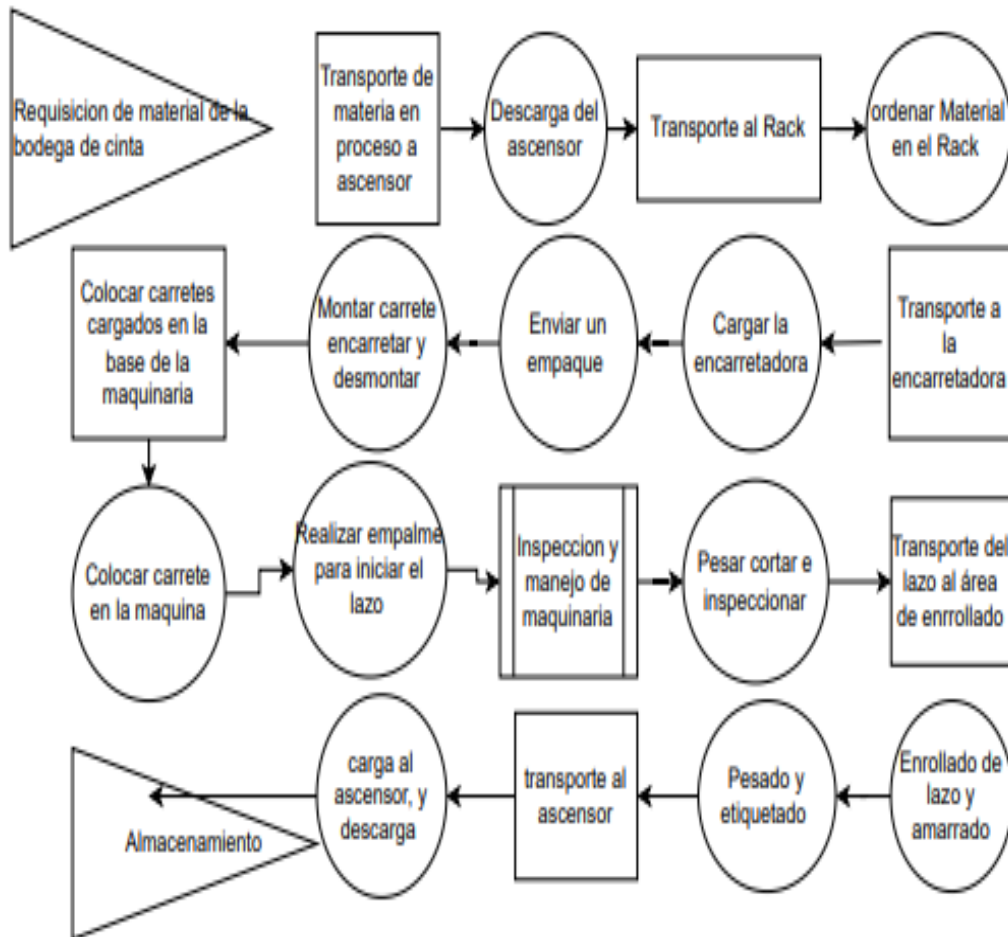 Requisicion de material de la
bodega de cinta
Transporte de
materia en
proceso a
ascensor
Descarga del
ascensor
Transporte al Rack
ordenar Material
en el Rack
Colocar carretes
cargados en la
base de la
maquinaria
Montar carrete
encarretar y
desmontar
Enviar un
empaque
Cargar la
encarretadora
Transporte a
la
encarretadora
Colocar carrete
en la maquina
Realizar empalme
para iniciar el
lazo
Inspeccion y
manejo de
maquinaria
Pesar cortar e
inspeccionar
Transporte del
lazo al área
de enrrollado
Almacenamiento
carga al
ascensor, y
descarga
transporte al
ascensor
Pesado y
etiquetado
Enrollado de
lazo y
amarrado